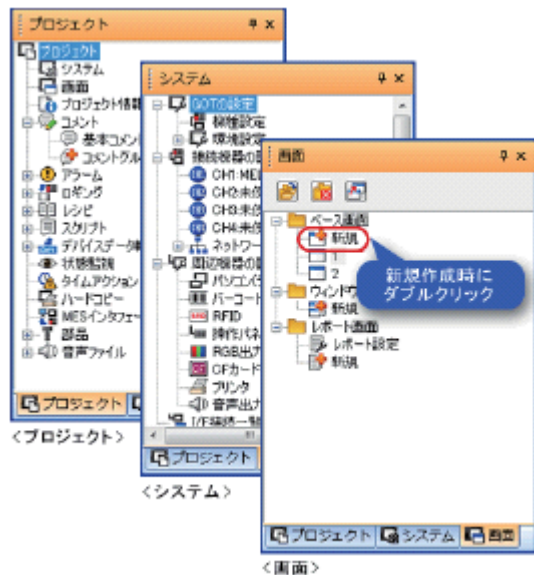 プロジェクト
プロジェクト
システム
画面
プロジェクト情報
コメント
基本コメン
コメントグル
アラーム
ロギング
レシピ
スクリプト
デバイスデータ
状態監視
タイムアクション
ハードコピー
MESインタフェー
部品
音声ファイル
プロジェクト
<プロジェクト>
システム
GOTの設定
機種設定
環境設定
接続機器の
CH1:MEL
CH2:未使
CH3:未使
CH4:未使
ネットワー
周辺機器の
パソコン
バーコート
RFID
操作パネ
RGB出力
CFカード
プリンタ
音声出力
I/F接続一覧
プロジェクト
<システム>
画面
ベース画面
新規
1
2
新規作成時に
ダブルクリック
ウィンドウ
新規
レポート画面
レポート設定
新規
プロジェクト システム 画面
<画面>